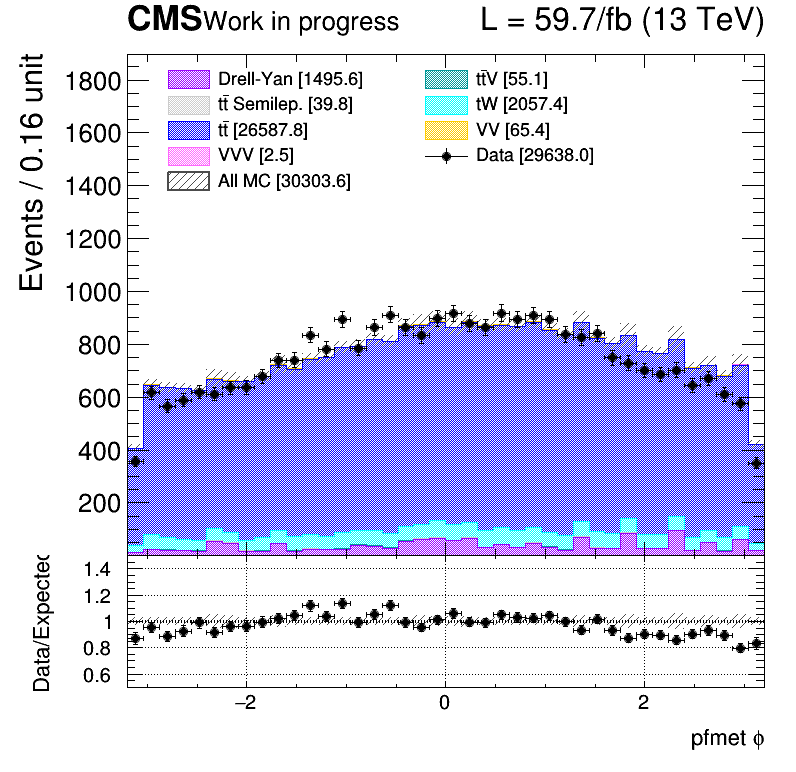 CMS Work in progress L = 59.7/fb (13 TeV)
Events / 0.16 unit
1800
1600
1400
1200
1000
800
600
400
200
Drell-Yan [1495.6]
tt̄ Semilep. [39.8]
tt̄ [26587.8]
VVV [2.5]
All MC [30303.6]
tt̄V [55.1]
tW [2057.4]
VV [65.4]
Data [29638.0]
Data/Expected
1.4
1.2
1
0.8
0.6
−2 0 2
pfmet ϕ